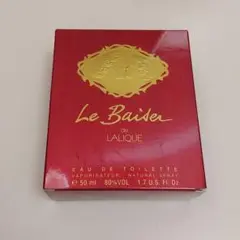 Le Baiser
de
LALIQUE
EAU DE TOILETTE
VAPORISATEUR NATURAL SPRAY
℮ 50 ml 80%VOL 1.7 U.S. Fl. Oz